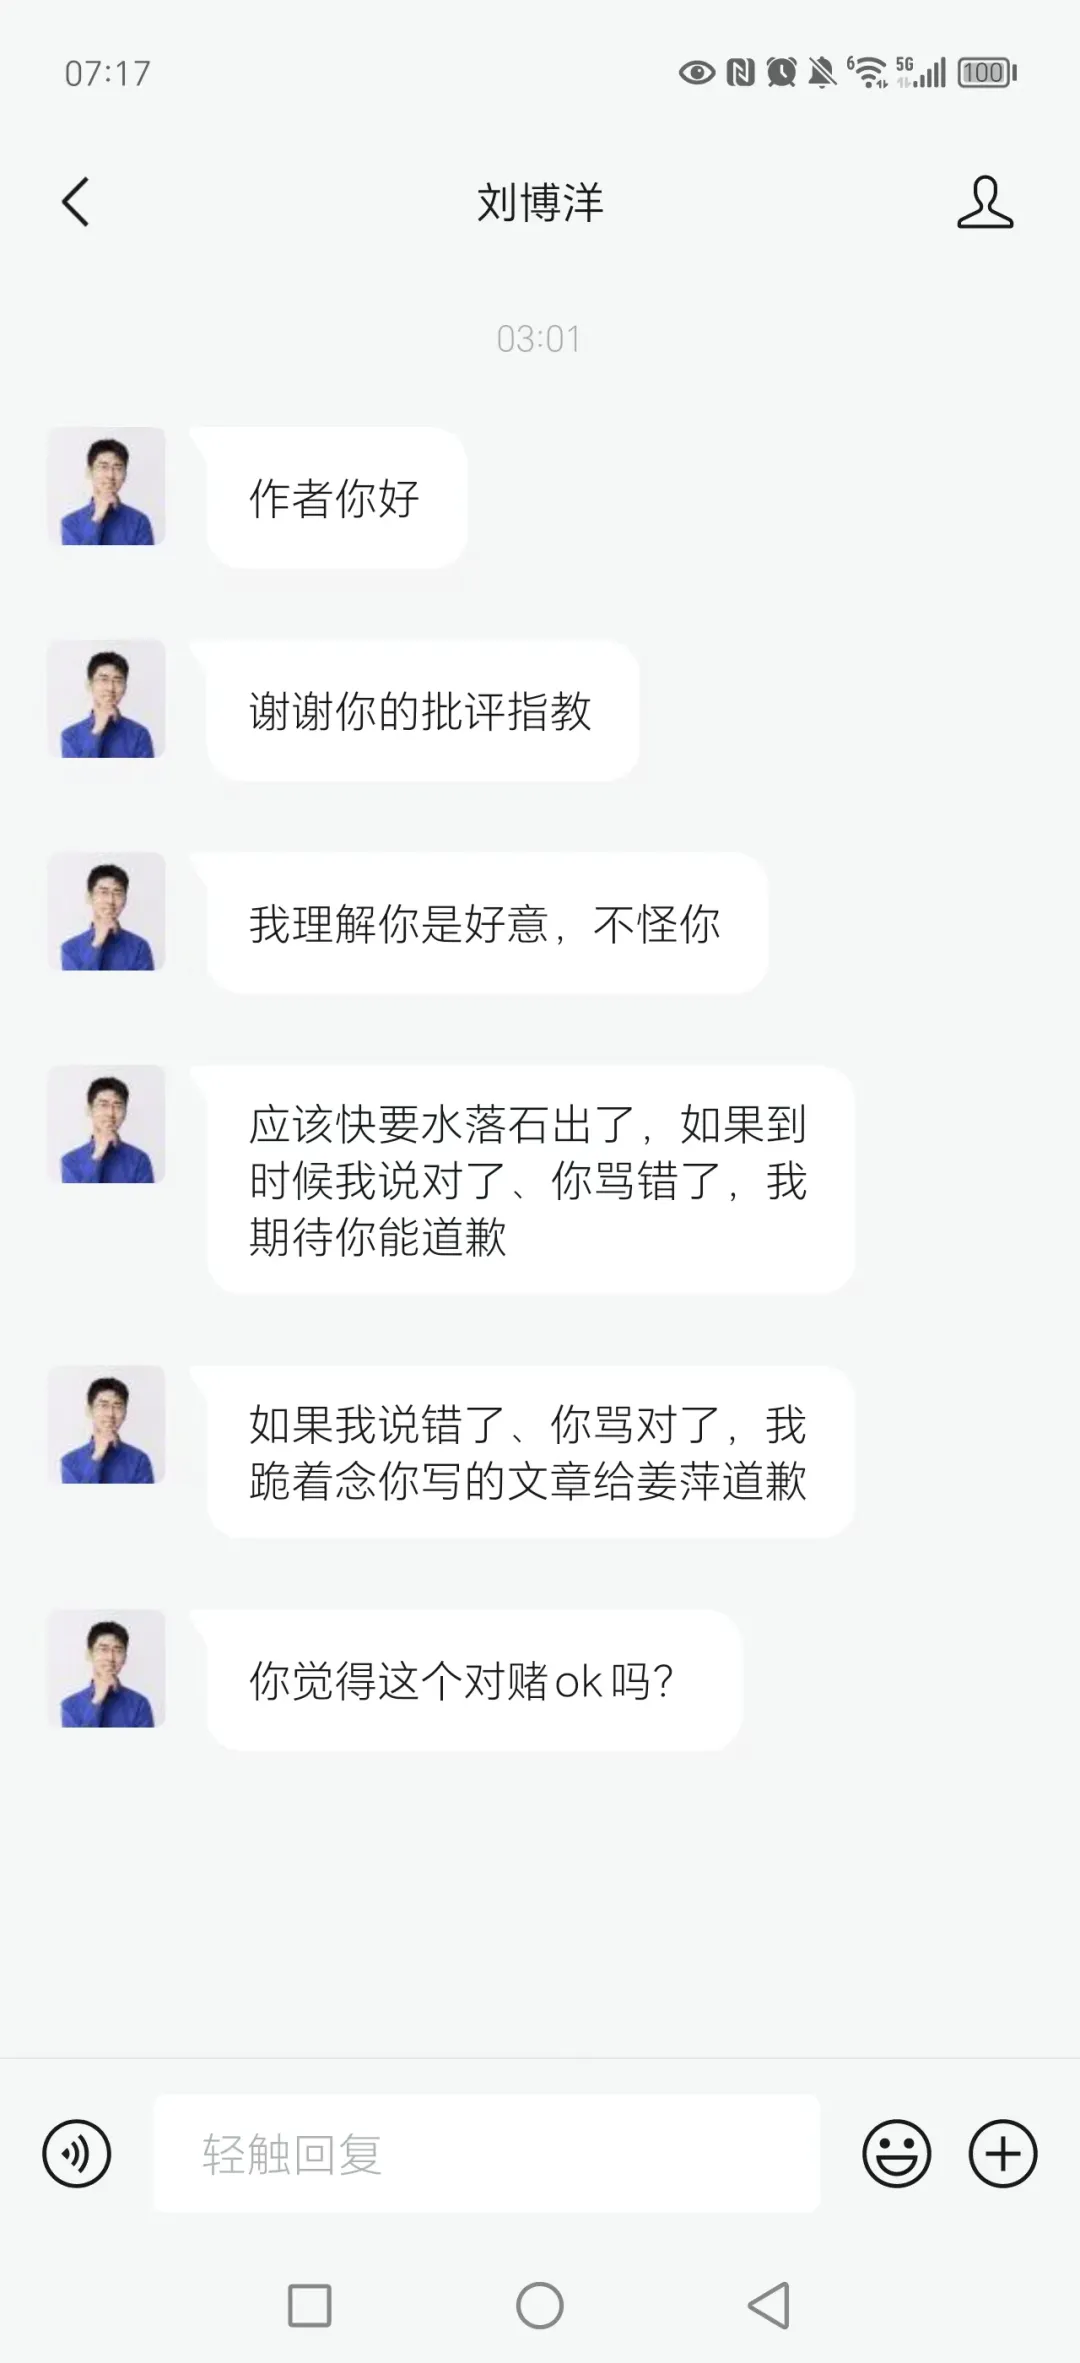 07:17
6 5G 100
刘博洋
03:01
作者你好
谢谢你的批评指教
我理解你是好意，不怪你
应该快要水落石出了，如果到
时候我说对了、你骂错了，我
期待你能道歉
如果我说错了、你骂对了，我
跪着念你写的文章给姜萍道歉
你觉得这个对赌ok吗？
轻触回复